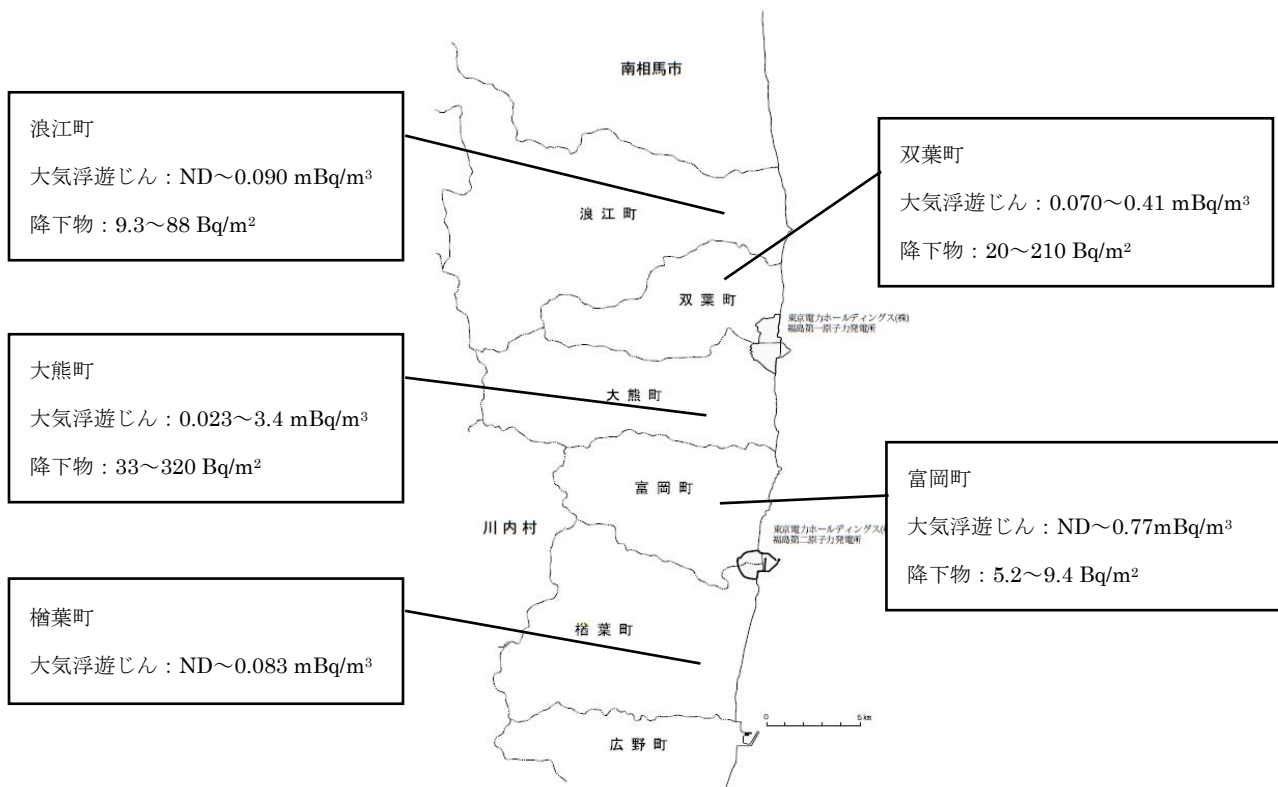 南相馬市
浪江町
大気浮遊じん：ND～0.090 mBq/m³
降下物：9.3～88 Bq/m²
双葉町
大気浮遊じん：0.070～0.41 mBq/m³
降下物：20～210 Bq/m²
浪江町
双葉町
東京電力ホールディングス(株)
福島第一原子力発電所
大熊町
大気浮遊じん：0.023～3.4 mBq/m³
降下物：33～320 Bq/m²
大熊町
富岡町
富岡町
大気浮遊じん：ND～0.77mBq/m³
降下物：5.2～9.4 Bq/m²
川内村
東京電力ホールディングス(
福島第二原子力発電所
楢葉町
大気浮遊じん：ND～0.083 mBq/m³
楢葉町
0 5km
広野町